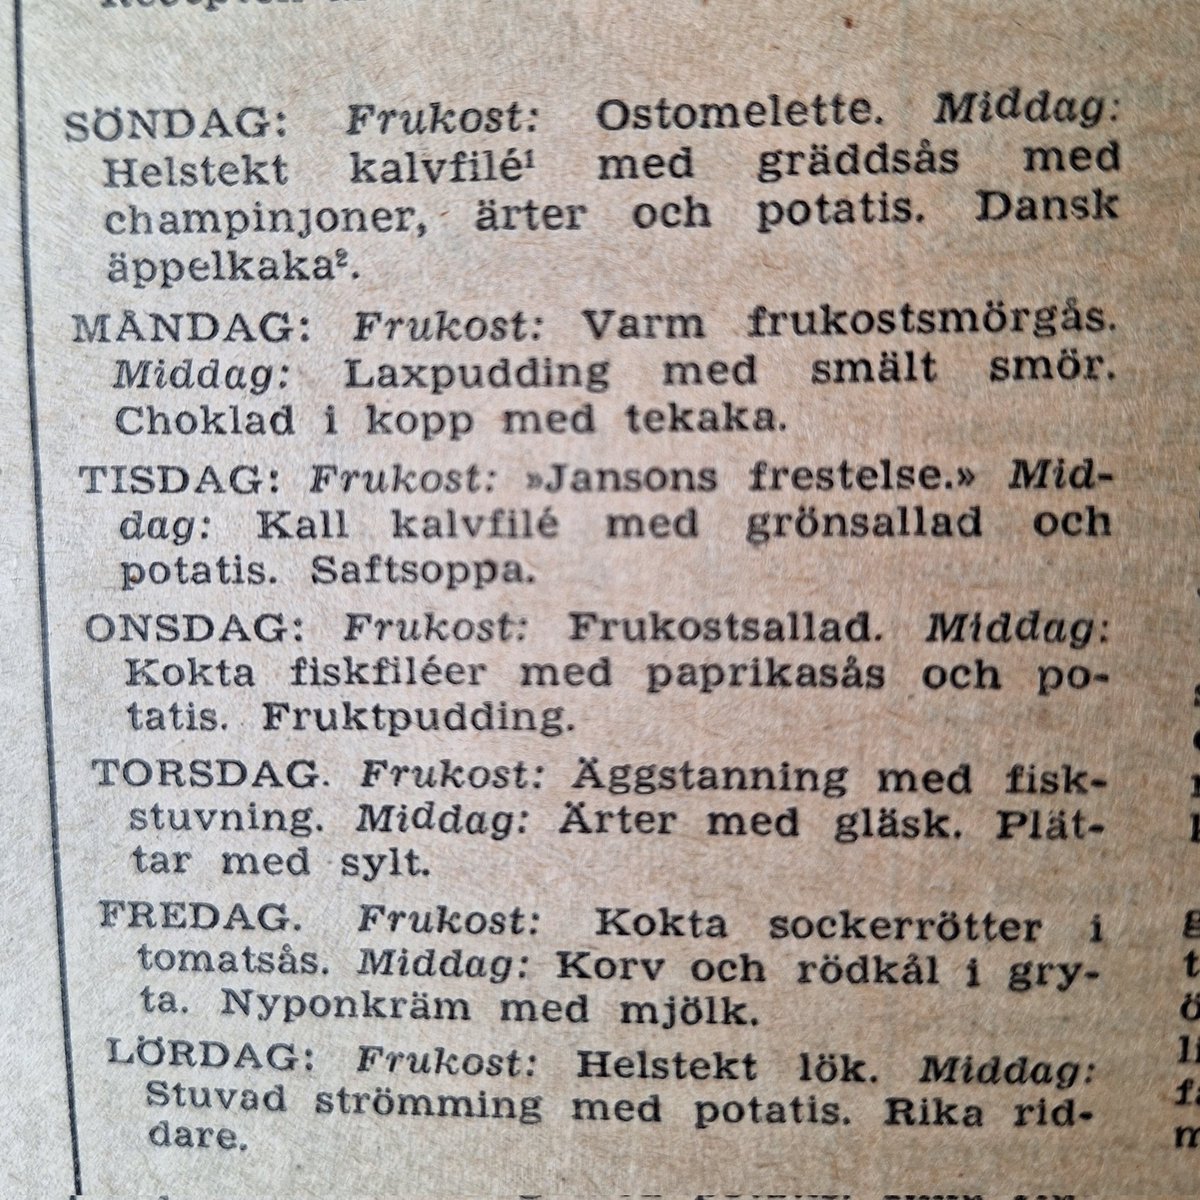 SÖNDAG: Frukost: Ostomelette. Middag:
Helstekt kalvfilé¹ med gräddsås med
champinjoner, ärter och potatis. Dansk
äppelkaka².
MÅNDAG: Frukost: Varm frukostsmörgås.
Middag: Laxpudding med smält smör.
Choklad i kopp med tekaka.
TISDAG: Frukost: »Jansons frestelse.» Mid-
dag: Kall kalvfilé med grönsallad och
potatis. Saftsoppa.
ONSDAG: Frukost: Frukostsallad. Middag:
Kokta fiskfiléer med paprikasås och po-
tatis. Fruktpudding.
TORSDAG. Frukost: Äggstanning med fisk-
stuvning. Middag: Ärter med gläsk. Plät-
tar med sylt.
FREDAG. Frukost: Kokta sockerrötter i
tomatsås. Middag: Korv och rödkål i gry-
ta. Nyponkräm med mjölk.
LÖRDAG: Frukost: Helstekt lök. Middag:
Stuvad strömming med potatis. Rika rid-
dare.